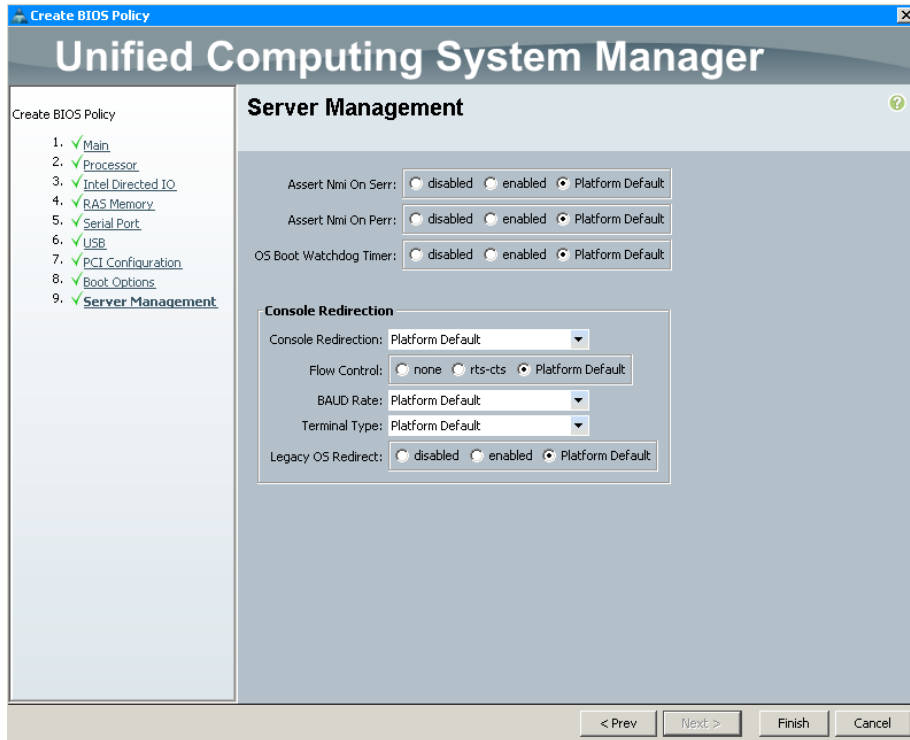 Create BIOS Policy
Unified Computing System Manager
Create BIOS Policy
1. Main
2. Processor
3. Intel Directed IO
4. RAS Memory
5. Serial Port
6. USB
7. PCI Configuration
8. Boot Options
9. Server Management
Server Management
Assert Nmi On Serr: disabled enabled Platform Default
Assert Nmi On Perr: disabled enabled Platform Default
OS Boot Watchdog Timer: disabled enabled Platform Default
Console Redirection
Console Redirection: Platform Default
Flow Control: none rts-cts Platform Default
BAUD Rate: Platform Default
Terminal Type: Platform Default
Legacy OS Redirect: disabled enabled Platform Default
< Prev Next > Finish Cancel